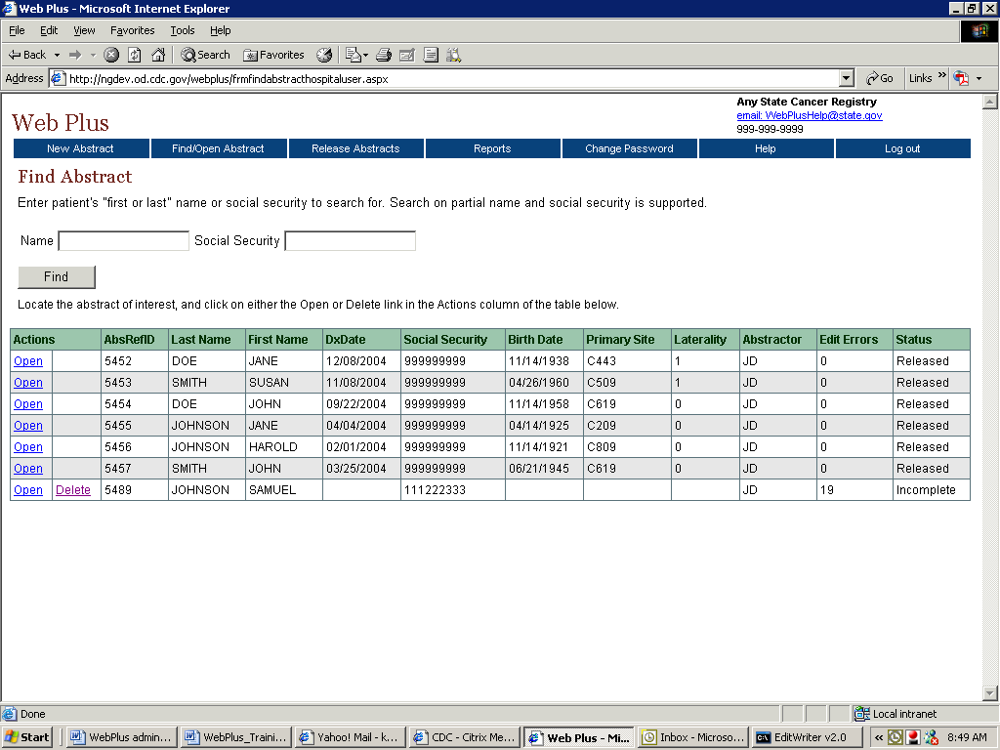 Web Plus - Microsoft Internet Explorer
File Edit View Favorites Tools Help
Back Search Favorites
Address http://ngdev.od.cdc.gov/webplus/frmfindabstracthospitaluser.aspx Go Links »
Any State Cancer Registry
Web Plus
email: WebPlusHelp@state.gov
999-999-9999
New Abstract Find/Open Abstract Release Abstracts Reports Change Password Help Log out
Find Abstract
Enter patient's "first or last" name or social security to search for. Search on partial name and social security is supported.
Name Social Security
Find
Locate the abstract of interest, and click on either the Open or Delete link in the Actions column of the table below.
Actions AbsRefID Last Name First Name DxDate Social Security Birth Date Primary Site Laterality Abstractor Edit Errors Status
Open 5452 DOE JANE 12/08/2004 999999999 11/14/1938 C443 1 JD 0 Released
Open 5453 SMITH SUSAN 11/08/2004 999999999 04/26/1960 C509 1 JD 0 Released
Open 5454 DOE JOHN 09/22/2004 999999999 11/14/1958 C619 0 JD 0 Released
Open 5455 JOHNSON JANE 04/04/2004 999999999 04/14/1925 C209 0 JD 0 Released
Open 5456 JOHNSON HAROLD 02/01/2004 999999999 11/14/1921 C809 0 JD 0 Released
Open 5457 SMITH JOHN 03/25/2004 999999999 06/21/1945 C619 0 JD 0 Released
Open Delete 5489 JOHNSON SAMUEL 111222333 JD 19 Incomplete
Done Local intranet
Start WebPlus admin... WebPlus_Traini... Yahoo! Mail - k... CDC - Citrix Me... Web Plus - Mi... Inbox - Microso... EditWriter v2.0 « 8:49 AM